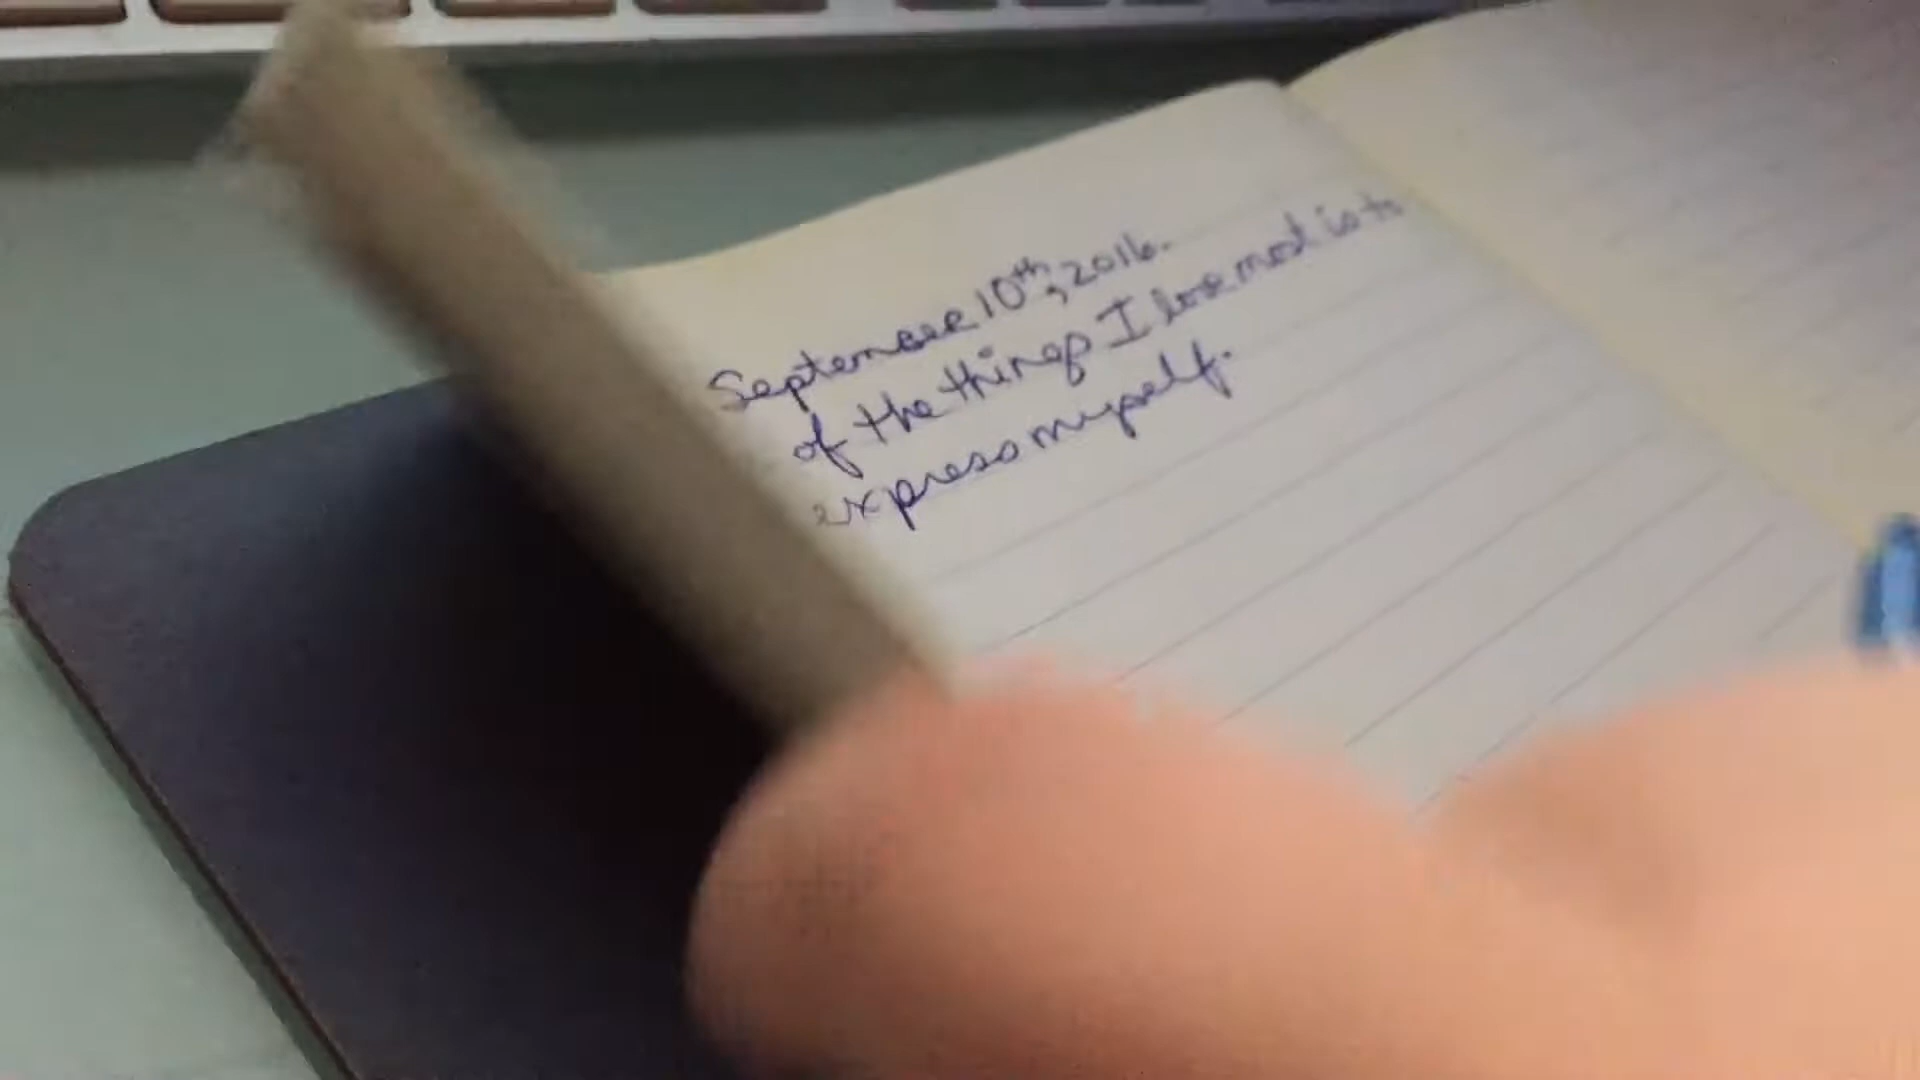 September 10th, 2016.
of the things I love most is to
express myself.